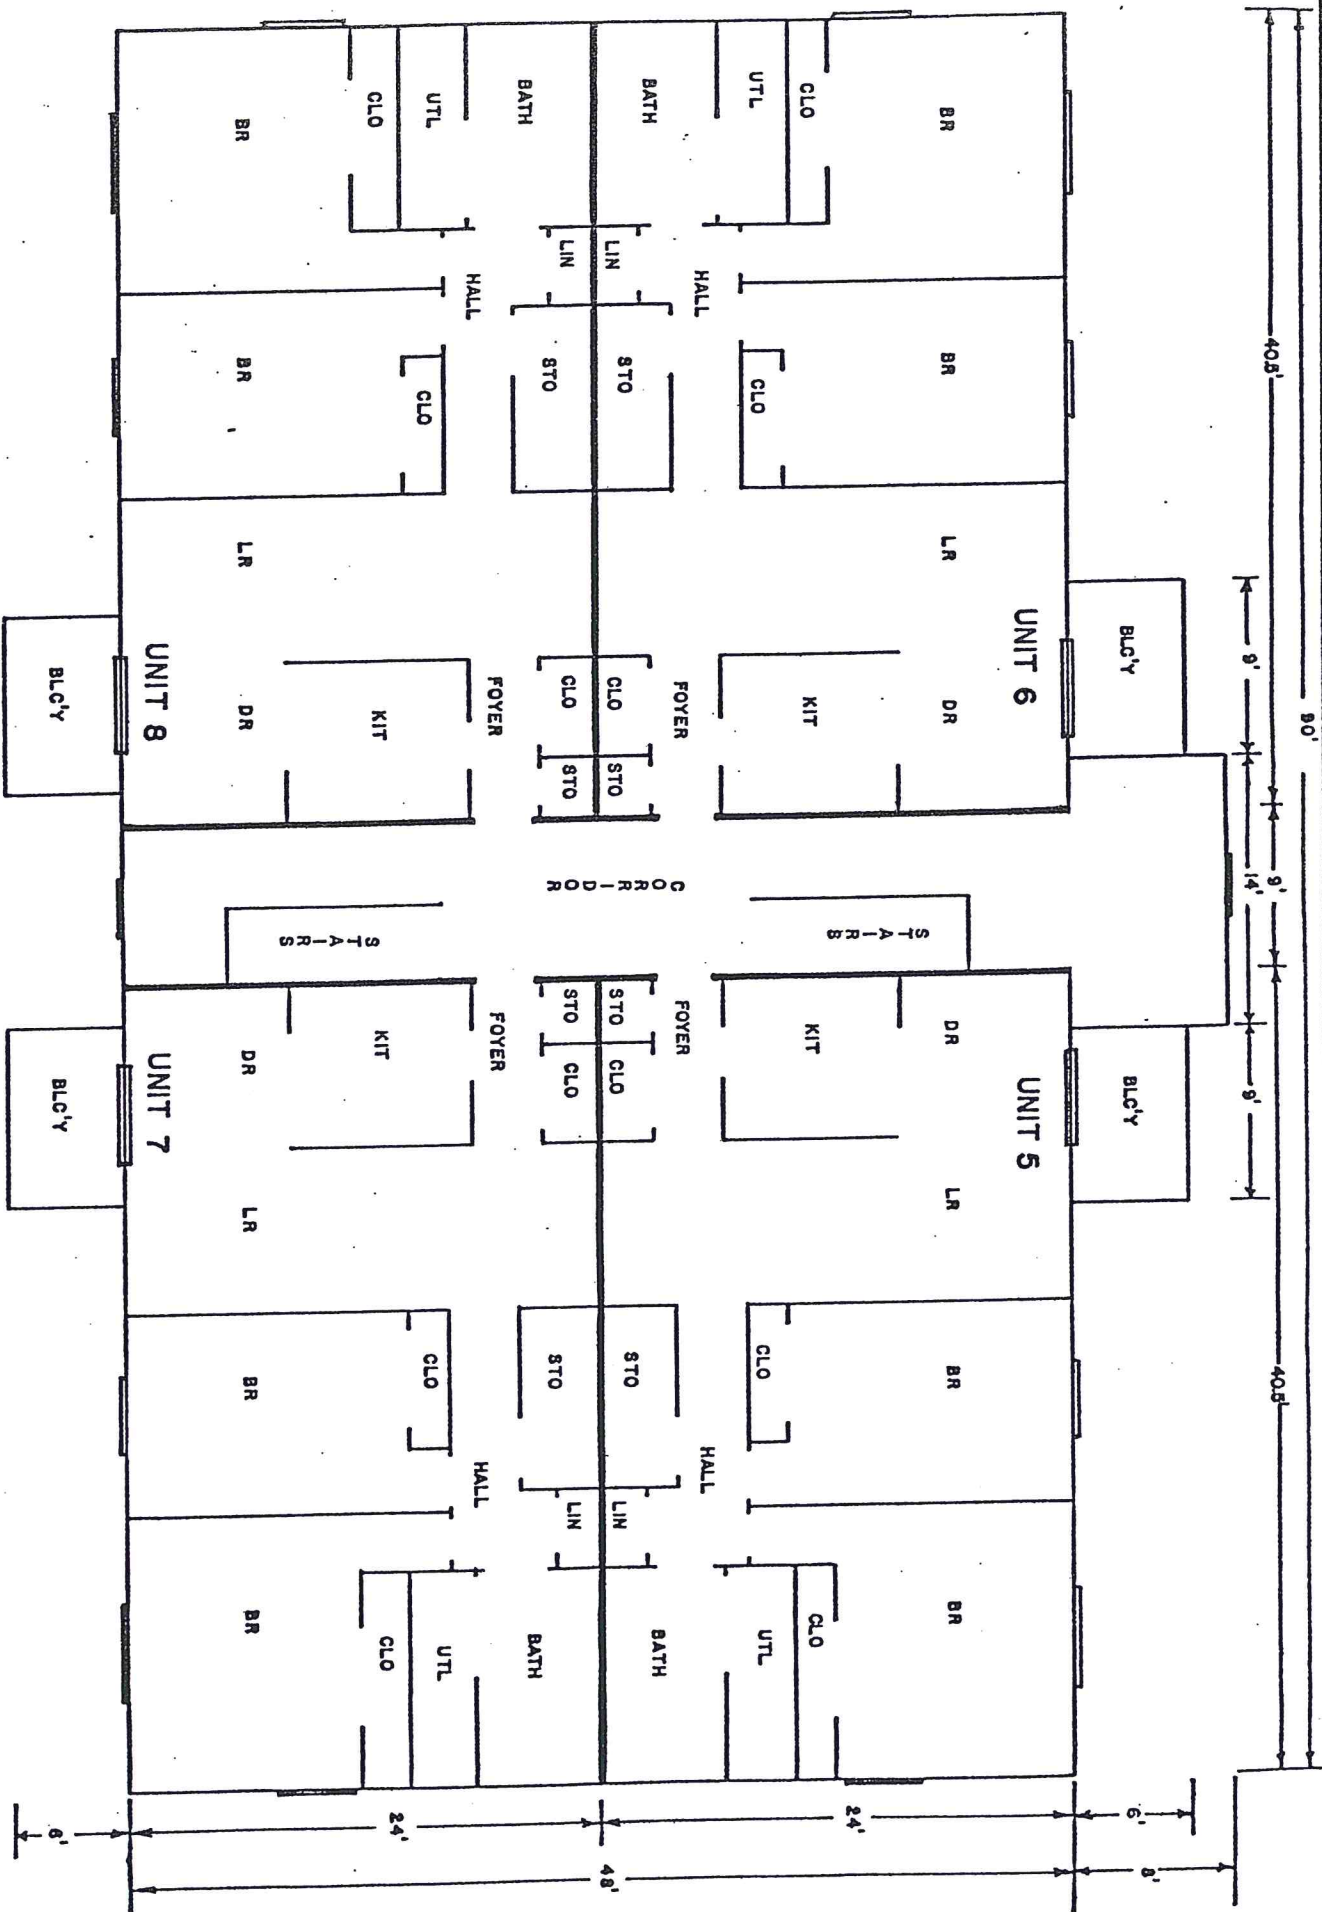 90'
40.5' 9' 40.5'
9' 14' 9'
BLC'Y BLC'Y 6' 8'
UNIT 6 UNIT 5
BR BR LR DR DR LR BR BR
CLO CLO KIT STAIRS KIT CLO CLO
UTL UTL 24'
HALL FOYER FOYER HALL
BATH LIN STO CLO STO CORRIDOR STO CLO STO LIN BATH
48'
BATH LIN STO CLO STO STO CLO STO LIN BATH
HALL FOYER FOYER HALL
UTL CLO CLO UTL 24'
CLO KIT STAIRS KIT CLO
BR BR LR DR DR LR BR BR
UNIT 8 UNIT 7
BLC'Y BLC'Y 6'